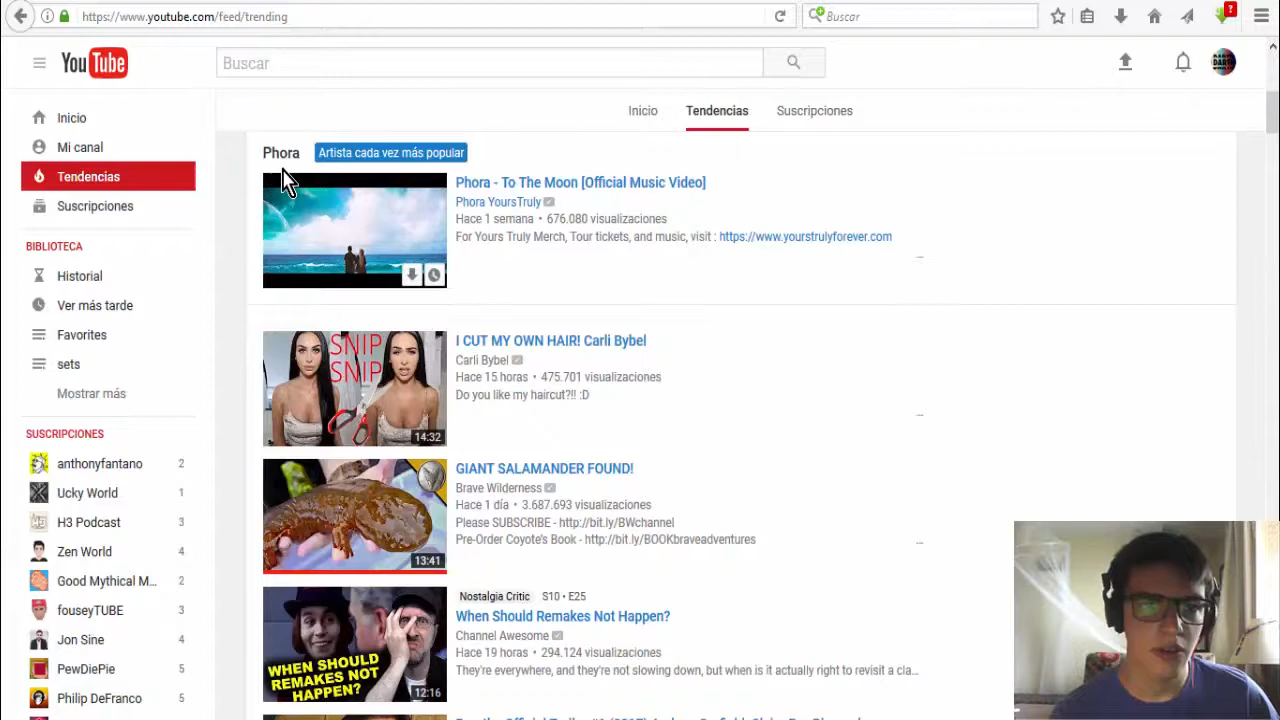 https://www.youtube.com/feed/trending
Buscar
?
YouTube
Buscar
Inicio
Tendencias
Suscripciones
Inicio
Mi canal
Tendencias
Suscripciones
BIBLIOTECA
Historial
Ver más tarde
Favorites
sets
Mostrar más
SUSCRIPCIONES
anthonyfantano 2
Ucky World 1
H3 Podcast 3
Zen World 4
Good Mythical M... 2
fouseyTUBE 3
Jon Sine 4
PewDiePie 5
Philip DeFranco 5
Phora Artista cada vez más popular
Phora - To The Moon [Official Music Video]
Phora YoursTruly
Hace 1 semana • 676.080 visualizaciones
For Yours Truly Merch, Tour tickets, and music, visit : https://www.yourstrulyforever.com
SNIP
SNIP
14:32
I CUT MY OWN HAIR! Carli Bybel
Carli Bybel
Hace 15 horas • 475.701 visualizaciones
Do you like my haircut?!! :D
13:41
GIANT SALAMANDER FOUND!
Brave Wilderness
Hace 1 día • 3.687.693 visualizaciones
Please SUBSCRIBE - http://bit.ly/BWchannel
Pre-Order Coyote's Book - http://bit.ly/BOOKbraveadventures
WHEN SHOULD
REMAKES NOT
HAPPEN?
12:16
Nostalgia Critic S10 • E25
When Should Remakes Not Happen?
Channel Awesome
Hace 19 horas • 294.124 visualizaciones
They're everywhere, and they're not slowing down, but when is it actually right to revisit a cla...